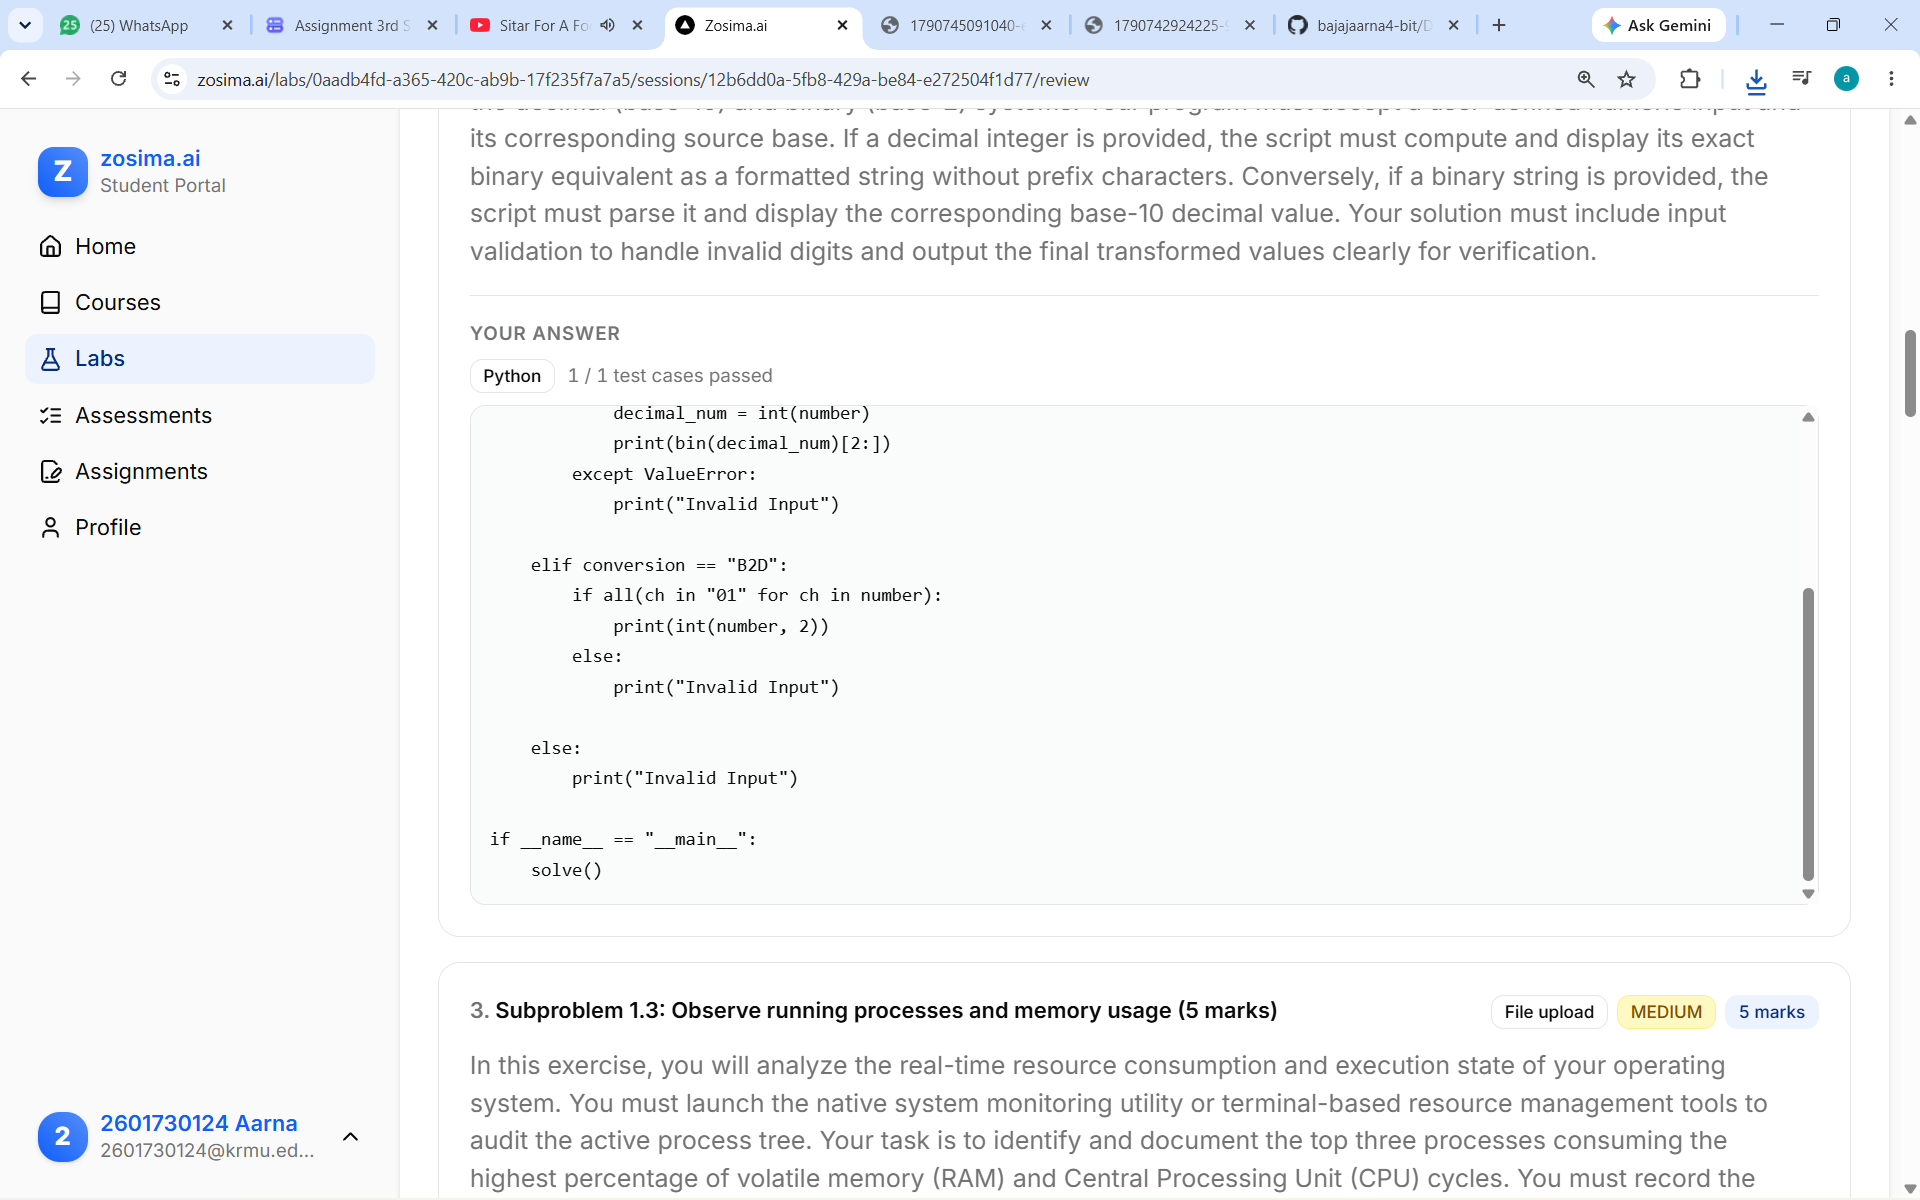 (25) WhatsApp
Assignment 3rd S
Sitar For A Fo
Zosima.ai
1790745091040-
1790742924225-
bajajaarna4-bit/D
Ask Gemini
zosima.ai/labs/0aadb4fd-a365-420c-ab9b-17f235f7a7a5/sessions/12b6dd0a-5fb8-429a-be84-e272504f1d77/review
a
Z
zosima.ai
Student Portal
Home
Courses
Labs
Assessments
Assignments
Profile
2
2601730124 Aarna
2601730124@krmu.ed...
its corresponding source base. If a decimal integer is provided, the script must compute and display its exact
binary equivalent as a formatted string without prefix characters. Conversely, if a binary string is provided, the
script must parse it and display the corresponding base-10 decimal value. Your solution must include input
validation to handle invalid digits and output the final transformed values clearly for verification.
YOUR ANSWER
Python 1 / 1 test cases passed
decimal_num = int(number)
print(bin(decimal_num)[2:])
except ValueError:
print("Invalid Input")
elif conversion == "B2D":
if all(ch in "01" for ch in number):
print(int(number, 2))
else:
print("Invalid Input")
else:
print("Invalid Input")
if __name__ == "__main__":
solve()
3. Subproblem 1.3: Observe running processes and memory usage (5 marks)
File upload MEDIUM 5 marks
In this exercise, you will analyze the real-time resource consumption and execution state of your operating
system. You must launch the native system monitoring utility or terminal-based resource management tools to
audit the active process tree. Your task is to identify and document the top three processes consuming the
highest percentage of volatile memory (RAM) and Central Processing Unit (CPU) cycles. You must record the